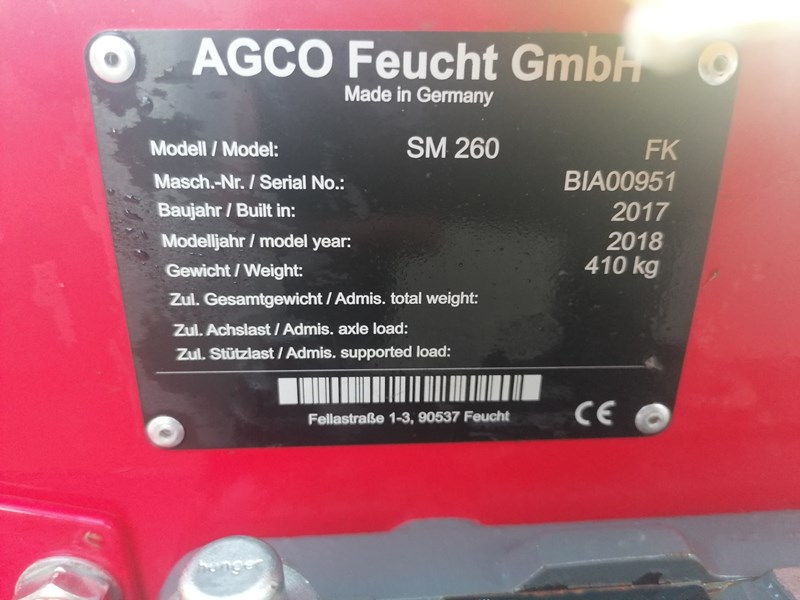 AGCO Feucht GmbH
Made in Germany
Modell / Model: SM 260 FK
Masch.-Nr. / Serial No.: BIA00951
Baujahr / Built in: 2017
Modelljahr / model year: 2018
Gewicht / Weight: 410 kg
Zul. Gesamtgewicht / Admis. total weight:
Zul. Achslast / Admis. axle load:
Zul. Stützlast / Admis. supported load:
Fellastraße 1-3, 90537 Feucht CE
hunger